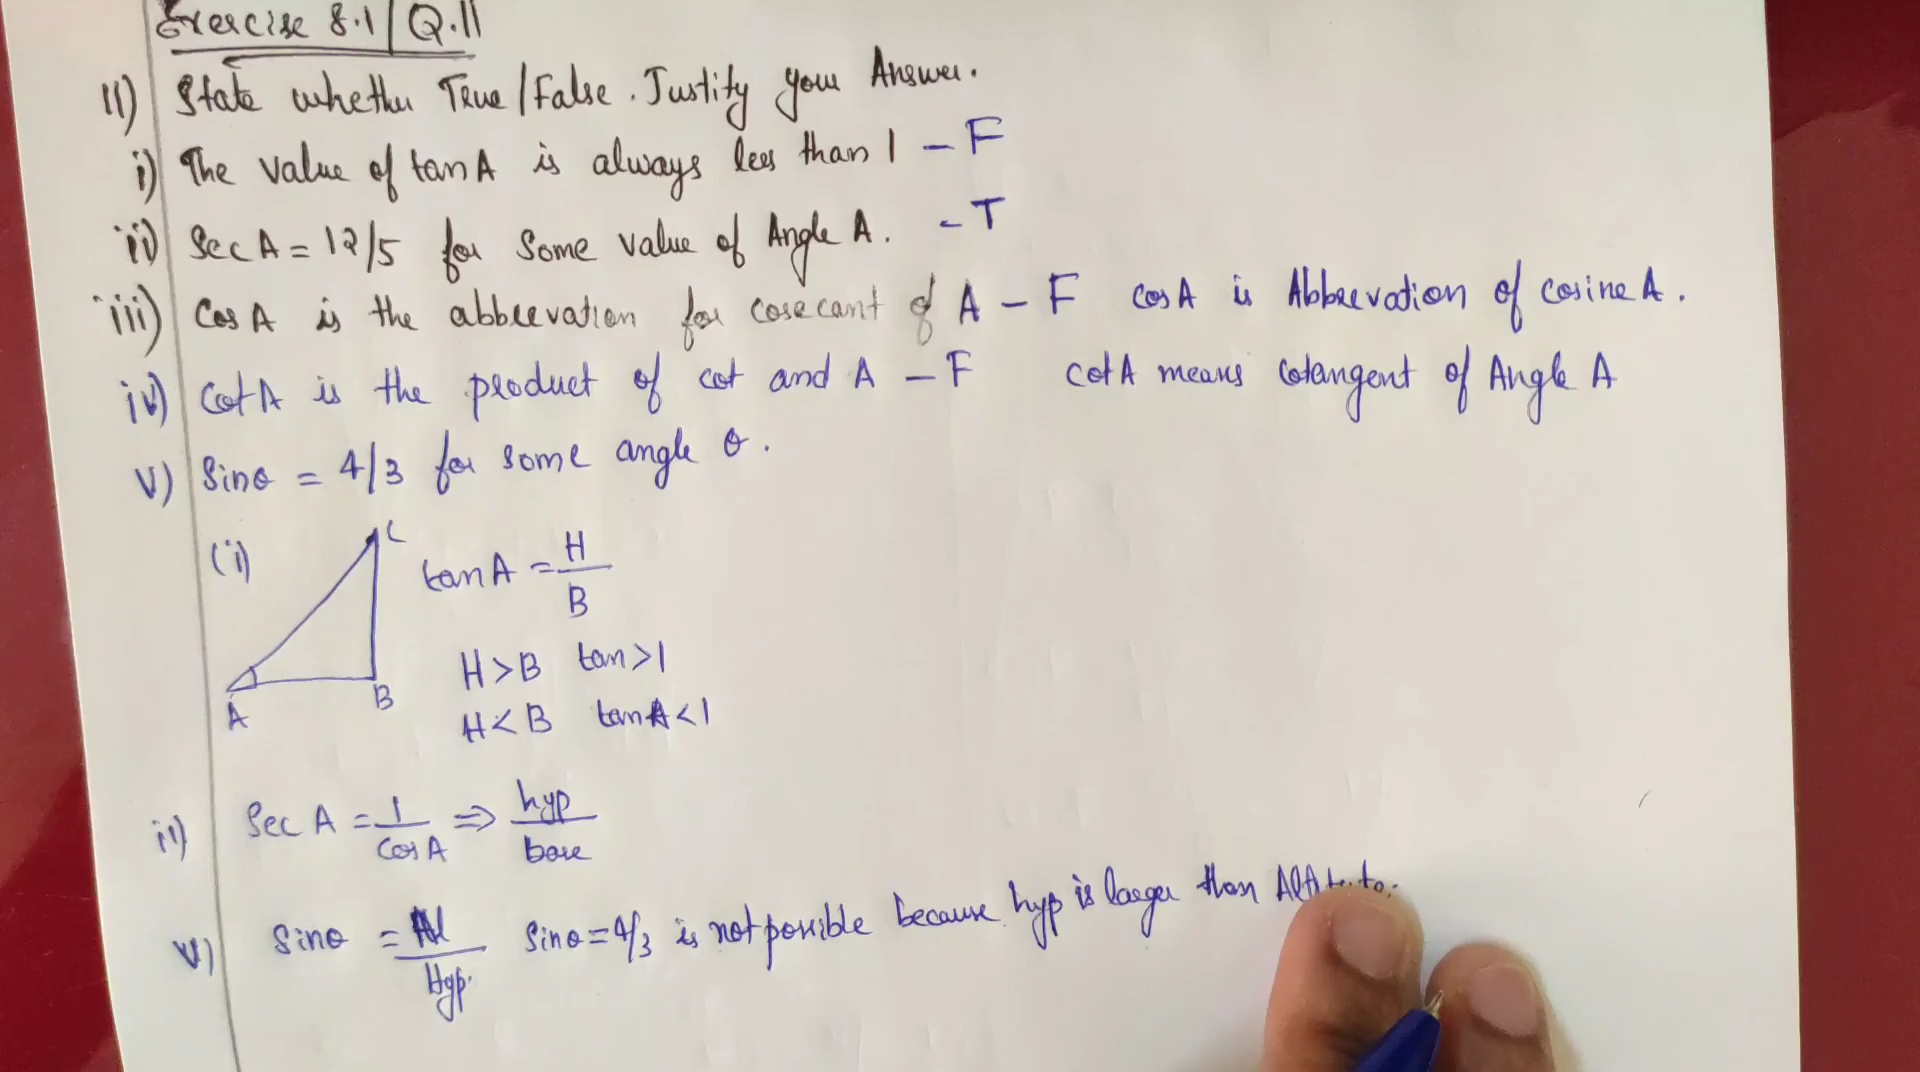 Exercise 8.1 / Q.11
11) State whether True / False. Justify your Answer.
i) The value of tan A is always less than 1 – F
ii) Sec A = 12/5 for Some value of Angle A. – T
iii) Cos A is the abbrevation for cosecant of A – F cos A is Abbrevation of cosine A.
iv) Cot A is the product of cot and A – F cot A means cotangent of Angle A
v) Sinθ = 4/3 for some angle θ.
(i) C A B
tan A = H/B
H > B tan > 1
H < B tan A < 1
ii) Sec A = 1/Cos A ⇒ hyp/base
v) Sinθ = Al/Hyp. Sinθ = 4/3 is not possible because hyp is larger than